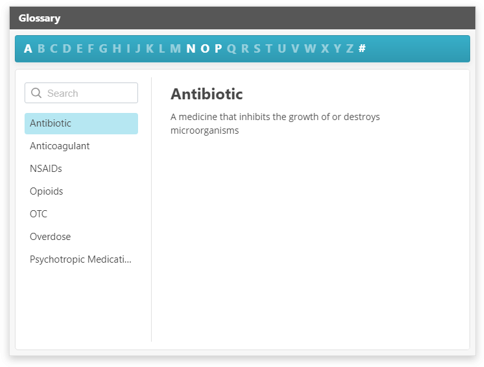 Glossary
A B C D E F G H I J K L M N O P Q R S T U V W X Y Z #
Search
Antibiotic
Anticoagulant
NSAIDs
Opioids
OTC
Overdose
Psychotropic Medicati...
Antibiotic
A medicine that inhibits the growth of or destroys
microorganisms